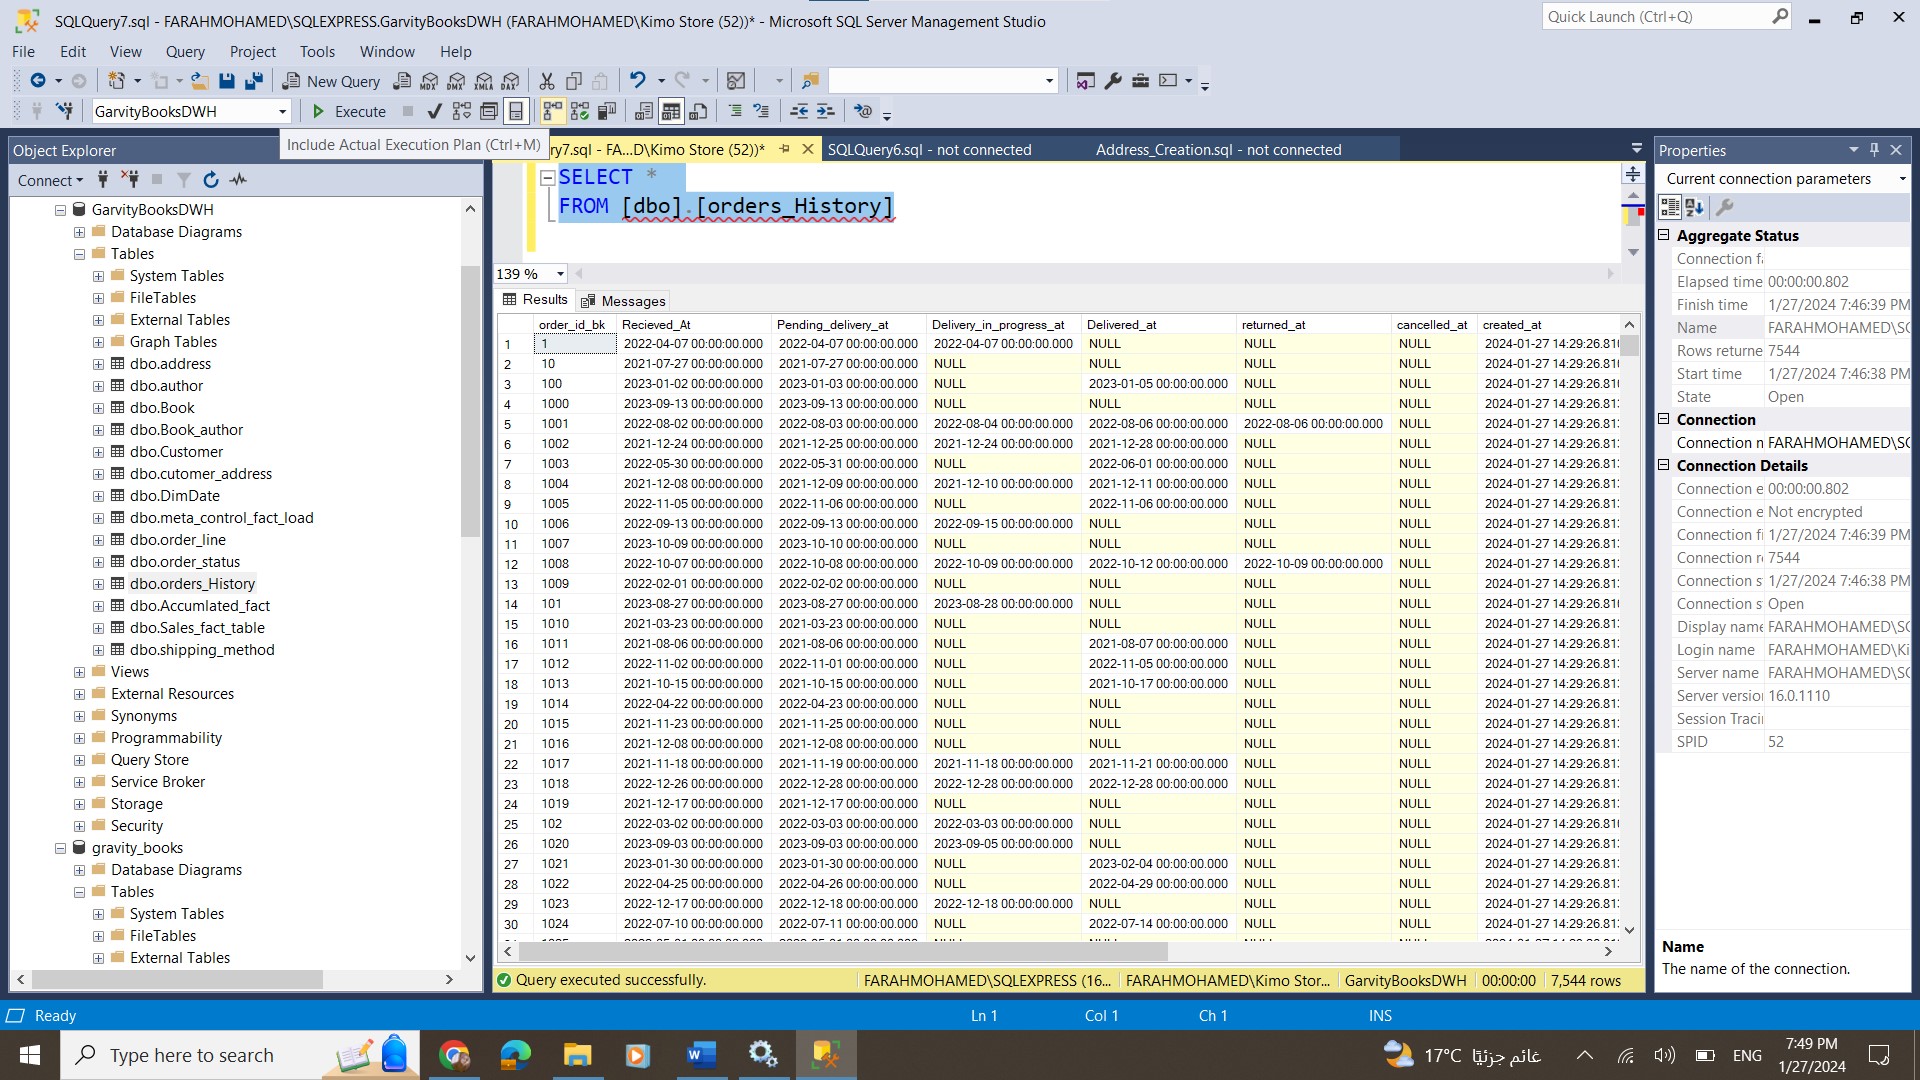 SQLQuery7.sql - FARAHMOHAMED\SQLEXPRESS.GarvityBooksDWH (FARAHMOHAMED\Kimo Store (52))* - Microsoft SQL Server Management Studio
Quick Launch (Ctrl+Q)
File Edit View Query Project Tools Window Help
New Query
MDX DMX XMLA DAX
GarvityBooksDWH Execute
Include Actual Execution Plan (Ctrl+M)
Object Explorer
Connect
GarvityBooksDWH
Database Diagrams
Tables
System Tables
FileTables
External Tables
Graph Tables
dbo.address
dbo.author
dbo.Book
dbo.Book_author
dbo.Customer
dbo.cutomer_address
dbo.DimDate
dbo.meta_control_fact_load
dbo.order_line
dbo.order_status
dbo.orders_History
dbo.Accumlated_fact
dbo.Sales_fact_table
dbo.shipping_method
Views
External Resources
Synonyms
Programmability
Query Store
Service Broker
Storage
Security
gravity_books
Database Diagrams
Tables
System Tables
FileTables
External Tables
ry7.sql - FA...D\Kimo Store (52))* SQLQuery6.sql - not connected Address_Creation.sql - not connected
SELECT *
FROM [dbo].[orders_History]
139 %
Results Messages
order_id_bk Recieved_At Pending_delivery_at Delivery_in_progress_at Delivered_at returned_at cancelled_at created_at
1 1 2022-04-07 00:00:00.000 2022-04-07 00:00:00.000 2022-04-07 00:00:00.000 NULL NULL NULL 2024-01-27 14:29:26.81
2 10 2021-07-27 00:00:00.000 2021-07-27 00:00:00.000 NULL NULL NULL NULL 2024-01-27 14:29:26.81
3 100 2023-01-02 00:00:00.000 2023-01-03 00:00:00.000 NULL 2023-01-05 00:00:00.000 NULL NULL 2024-01-27 14:29:26.81
4 1000 2023-09-13 00:00:00.000 2023-09-13 00:00:00.000 NULL NULL NULL NULL 2024-01-27 14:29:26.81
5 1001 2022-08-02 00:00:00.000 2022-08-03 00:00:00.000 2022-08-04 00:00:00.000 2022-08-06 00:00:00.000 2022-08-06 00:00:00.000 NULL 2024-01-27 14:29:26.81
6 1002 2021-12-24 00:00:00.000 2021-12-25 00:00:00.000 2021-12-24 00:00:00.000 2021-12-28 00:00:00.000 NULL NULL 2024-01-27 14:29:26.81
7 1003 2022-05-30 00:00:00.000 2022-05-31 00:00:00.000 NULL 2022-06-01 00:00:00.000 NULL NULL 2024-01-27 14:29:26.81
8 1004 2021-12-08 00:00:00.000 2021-12-09 00:00:00.000 2021-12-10 00:00:00.000 2021-12-11 00:00:00.000 NULL NULL 2024-01-27 14:29:26.81
9 1005 2022-11-05 00:00:00.000 2022-11-06 00:00:00.000 NULL 2022-11-06 00:00:00.000 NULL NULL 2024-01-27 14:29:26.81
10 1006 2022-09-13 00:00:00.000 2022-09-13 00:00:00.000 2022-09-15 00:00:00.000 NULL NULL NULL 2024-01-27 14:29:26.81
11 1007 2023-10-09 00:00:00.000 2023-10-10 00:00:00.000 NULL NULL NULL NULL 2024-01-27 14:29:26.81
12 1008 2022-10-07 00:00:00.000 2022-10-08 00:00:00.000 2022-10-09 00:00:00.000 2022-10-12 00:00:00.000 2022-10-09 00:00:00.000 NULL 2024-01-27 14:29:26.81
13 1009 2022-02-01 00:00:00.000 2022-02-02 00:00:00.000 NULL NULL NULL NULL 2024-01-27 14:29:26.81
14 101 2023-08-27 00:00:00.000 2023-08-27 00:00:00.000 2023-08-28 00:00:00.000 NULL NULL NULL 2024-01-27 14:29:26.81
15 1010 2021-03-23 00:00:00.000 2021-03-23 00:00:00.000 NULL NULL NULL NULL 2024-01-27 14:29:26.81
16 1011 2021-08-06 00:00:00.000 2021-08-06 00:00:00.000 NULL 2021-08-07 00:00:00.000 NULL NULL 2024-01-27 14:29:26.81
17 1012 2022-11-02 00:00:00.000 2022-11-01 00:00:00.000 NULL 2022-11-05 00:00:00.000 NULL NULL 2024-01-27 14:29:26.81
18 1013 2021-10-15 00:00:00.000 2021-10-15 00:00:00.000 NULL 2021-10-17 00:00:00.000 NULL NULL 2024-01-27 14:29:26.81
19 1014 2022-04-22 00:00:00.000 2022-04-23 00:00:00.000 NULL NULL NULL NULL 2024-01-27 14:29:26.81
20 1015 2021-11-23 00:00:00.000 2021-11-25 00:00:00.000 NULL NULL NULL NULL 2024-01-27 14:29:26.81
21 1016 2021-12-08 00:00:00.000 2021-12-08 00:00:00.000 NULL NULL NULL NULL 2024-01-27 14:29:26.81
22 1017 2021-11-18 00:00:00.000 2021-11-19 00:00:00.000 2021-11-18 00:00:00.000 2021-11-21 00:00:00.000 NULL NULL 2024-01-27 14:29:26.81
23 1018 2022-12-26 00:00:00.000 2022-12-28 00:00:00.000 2022-12-28 00:00:00.000 2022-12-28 00:00:00.000 NULL NULL 2024-01-27 14:29:26.81
24 1019 2021-12-17 00:00:00.000 2021-12-17 00:00:00.000 NULL NULL NULL NULL 2024-01-27 14:29:26.81
25 102 2022-03-02 00:00:00.000 2022-03-03 00:00:00.000 2022-03-03 00:00:00.000 NULL NULL NULL 2024-01-27 14:29:26.81
26 1020 2023-09-03 00:00:00.000 2023-09-03 00:00:00.000 2023-09-05 00:00:00.000 NULL NULL NULL 2024-01-27 14:29:26.81
27 1021 2023-01-30 00:00:00.000 2023-01-30 00:00:00.000 NULL 2023-02-04 00:00:00.000 NULL NULL 2024-01-27 14:29:26.81
28 1022 2022-04-25 00:00:00.000 2022-04-26 00:00:00.000 NULL 2022-04-29 00:00:00.000 NULL NULL 2024-01-27 14:29:26.81
29 1023 2022-12-17 00:00:00.000 2022-12-18 00:00:00.000 2022-12-18 00:00:00.000 NULL NULL NULL 2024-01-27 14:29:26.81
30 1024 2022-07-10 00:00:00.000 2022-07-11 00:00:00.000 NULL 2022-07-14 00:00:00.000 NULL NULL 2024-01-27 14:29:26.81
Query executed successfully. FARAHMOHAMED\SQLEXPRESS (16... FARAHMOHAMED\Kimo Stor... GarvityBooksDWH 00:00:00 7,544 rows
Properties
Current connection parameters
Aggregate Status
Connection f
Elapsed time 00:00:00.802
Finish time 1/27/2024 7:46:39 PM
Name FARAHMOHAMED\S
Rows returne 7544
Start time 1/27/2024 7:46:38 PM
State Open
Connection
Connection n FARAHMOHAMED\S
Connection Details
Connection e 00:00:00.802
Connection e Not encrypted
Connection fi 1/27/2024 7:46:39 PM
Connection r 7544
Connection s 1/27/2024 7:46:38 PM
Connection s Open
Display name FARAHMOHAMED\S
Login name FARAHMOHAMED\Ki
Server name FARAHMOHAMED\S
Server versio 16.0.1110
Session Traci
SPID 52
Name
The name of the connection.
Ready Ln 1 Col 1 Ch 1 INS
Type here to search
17°C غائم جزئيًا ENG
7:49 PM
1/27/2024